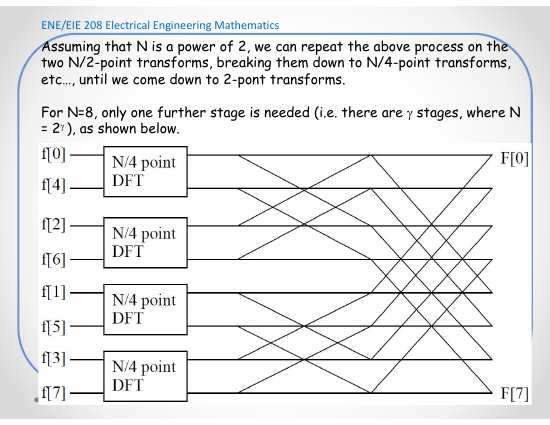 ENE/EIE 208 Electrical Engineering Mathematics
Assuming that N is a power of 2, we can repeat the above process on the
two N/2-point transforms, breaking them down to N/4-point transforms,
etc…, until we come down to 2-pont transforms.
For N=8, only one further stage is needed (i.e. there are γ stages, where N
= 2^γ), as shown below.
f[0]
N/4 point
DFT
F[0]
f[4]
f[2]
N/4 point
DFT
f[6]
f[1]
N/4 point
DFT
f[5]
f[3]
N/4 point
DFT
f[7]
F[7]